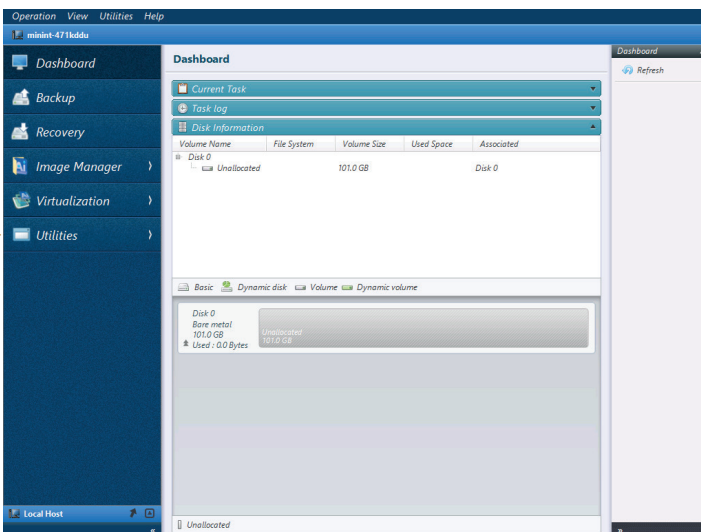 Operation View Utilities Help
minint-471kddu
Dashboard
Backup
Recovery
Image Manager
Virtualization
Utilities
Local Host
Dashboard
Current Task
Task log
Disk Information
Volume Name File System Volume Size Used Space Associated
Disk 0
Unallocated 101.0 GB Disk 0
Basic Dynamic disk Volume Dynamic volume
Disk 0
Bare metal
101.0 GB
Used : 0.0 Bytes
Unallocated
101.0 GB
Unallocated
Dashboard
Refresh